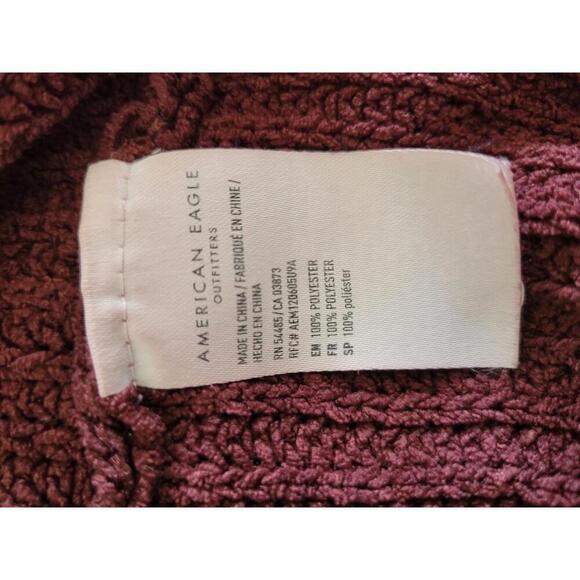 AMERICAN EAGLE
OUTFITTERS
MADE IN CHINA / FABRIQUÉ EN CHINE /
HECHO EN CHINA
RN 54485 / CA 03873
RFC# AEM1206050J9A
EN 100% POLYESTER
FR 100% POLYESTER
SP 100% poliéster